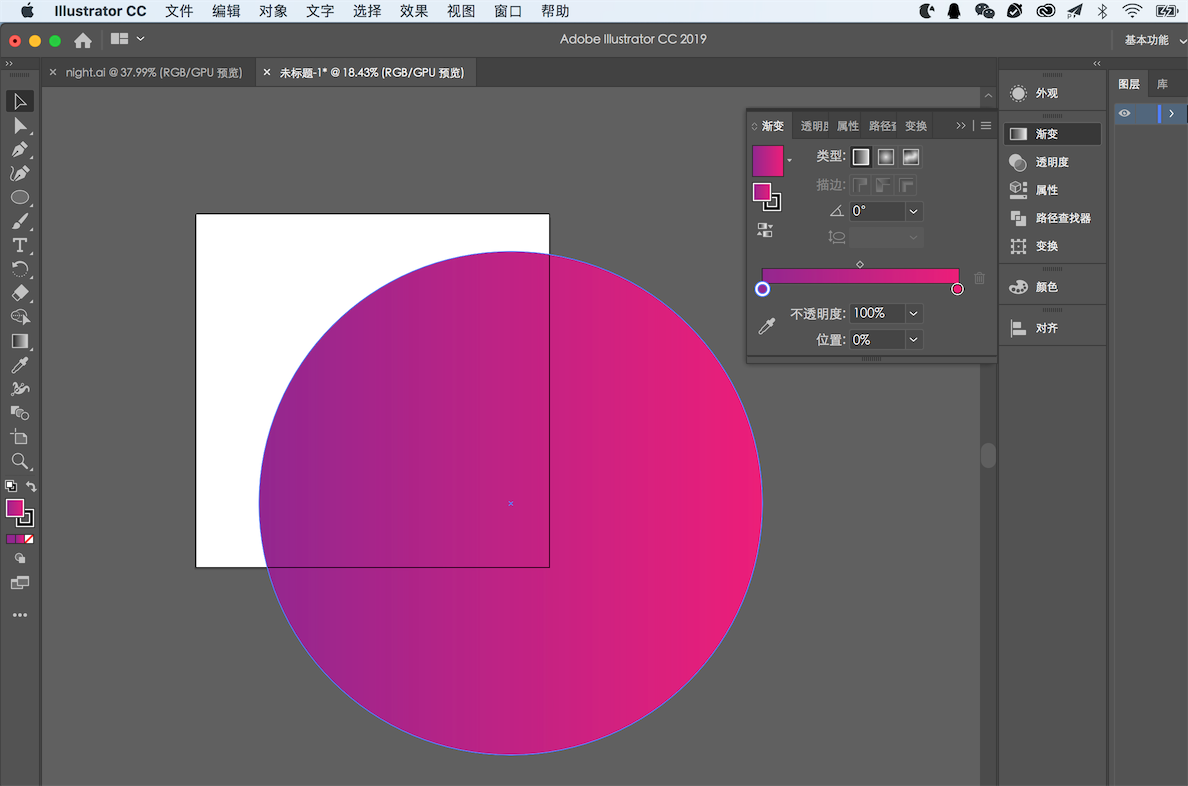 Illustrator CC 文件 编辑 对象 文字 选择 效果 视图 窗口 帮助
Adobe Illustrator CC 2019
基本功能
× night.ai @ 37.99% (RGB/GPU 预览) × 未标题-1* @ 18.43% (RGB/GPU 预览)
渐变 透明度 属性 路径查 变换
类型:
描边:
0°
不透明度: 100%
位置: 0%
外观
渐变
透明度
属性
路径查找器
变换
颜色
对齐
图层 库